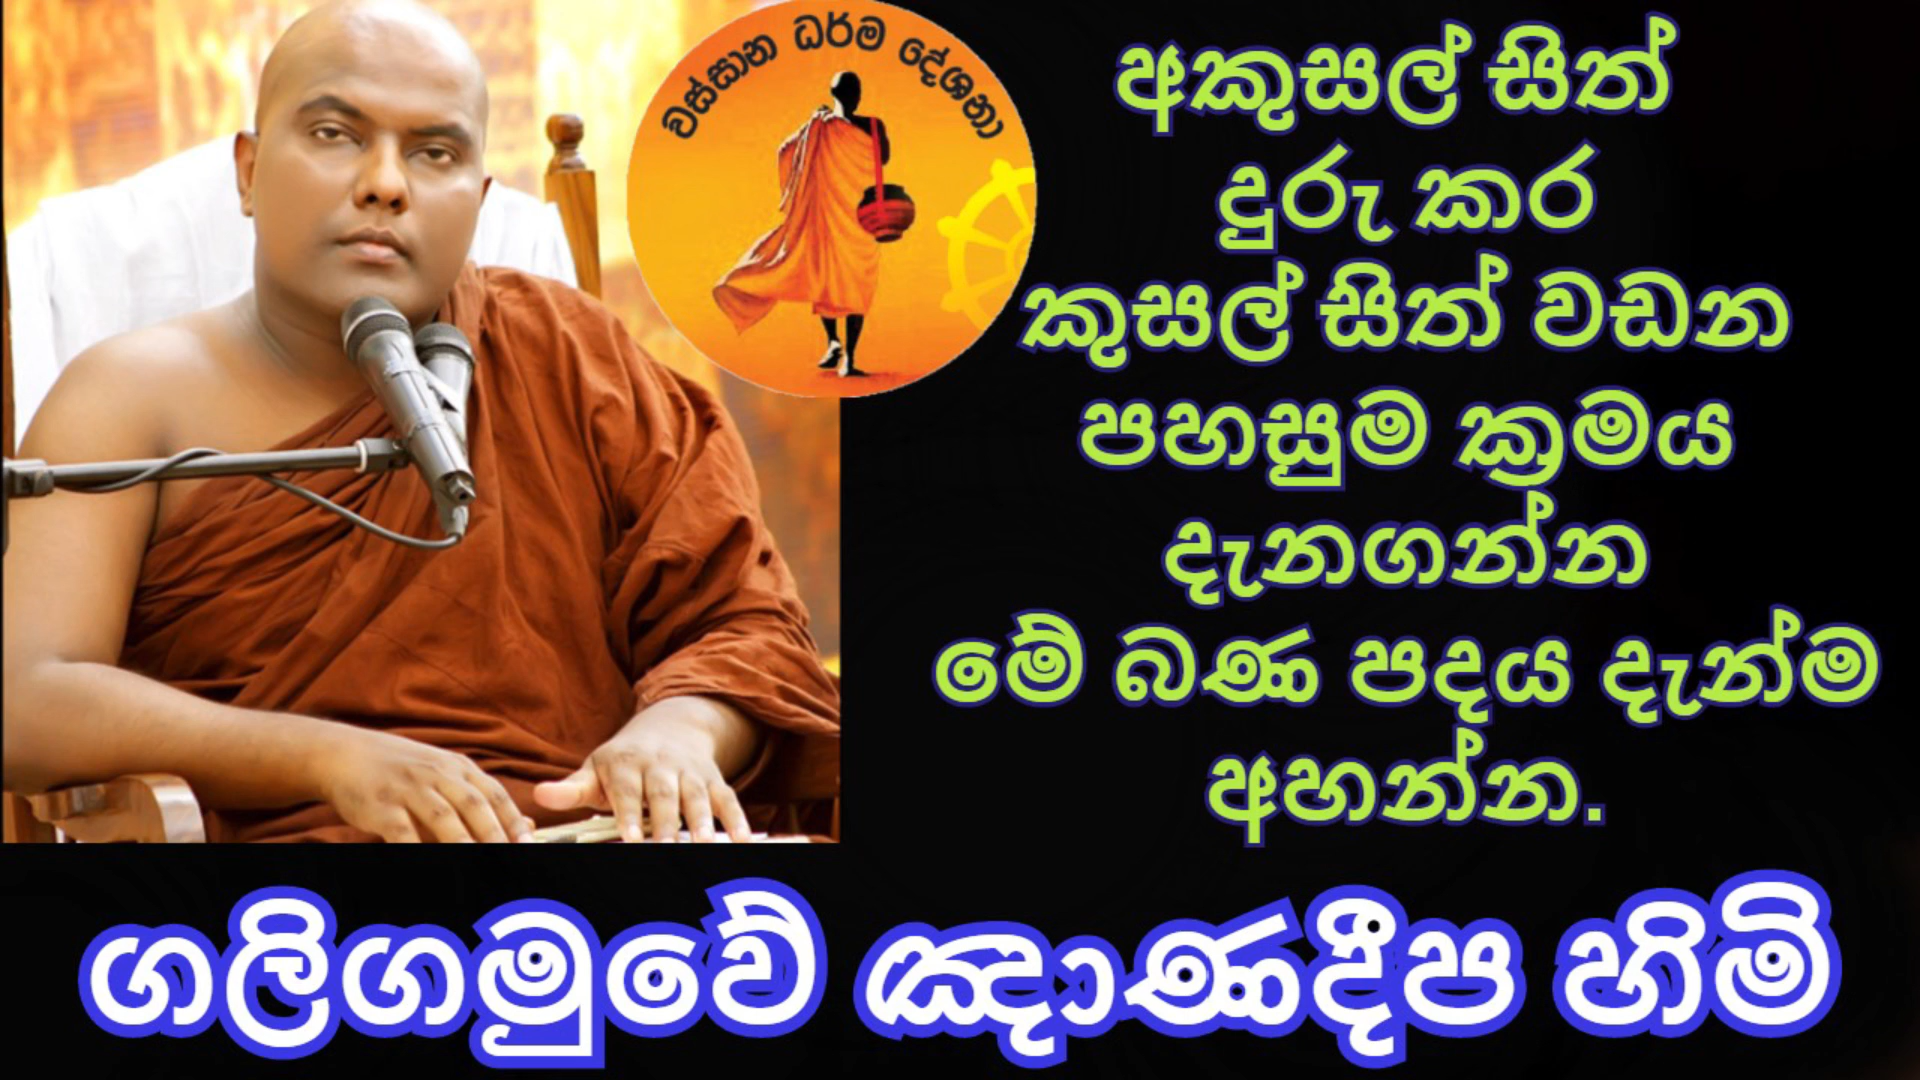 වස්සාන ධර්ම දේශනා
අකුසල් සිත්
දුරු කර
කුසල් සිත් වඩන
පහසුම ක්‍රමය
දැනගන්න
මේ බණ පදය දැන්ම
අහන්න.
ගලිගමුවේ ඤාණදීප හිමි